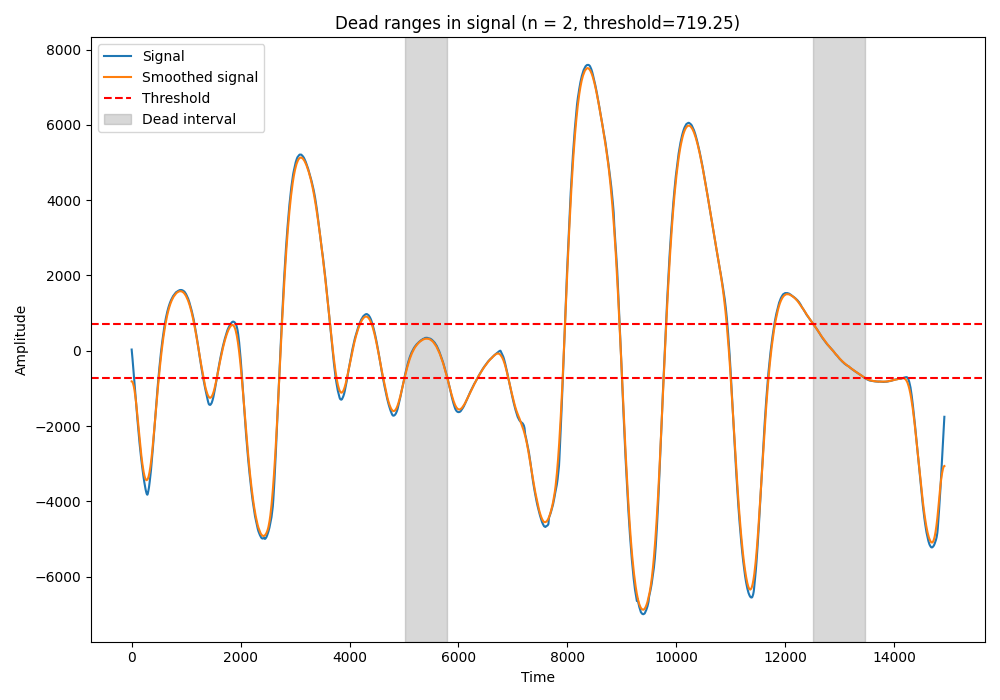 Dead ranges in signal (n = 2, threshold=719.25)
Signal
Smoothed signal
Threshold
Dead interval
Amplitude
8000
6000
4000
2000
0
−2000
−4000
−6000
0 2000 4000 6000 8000 10000 12000 14000
Time